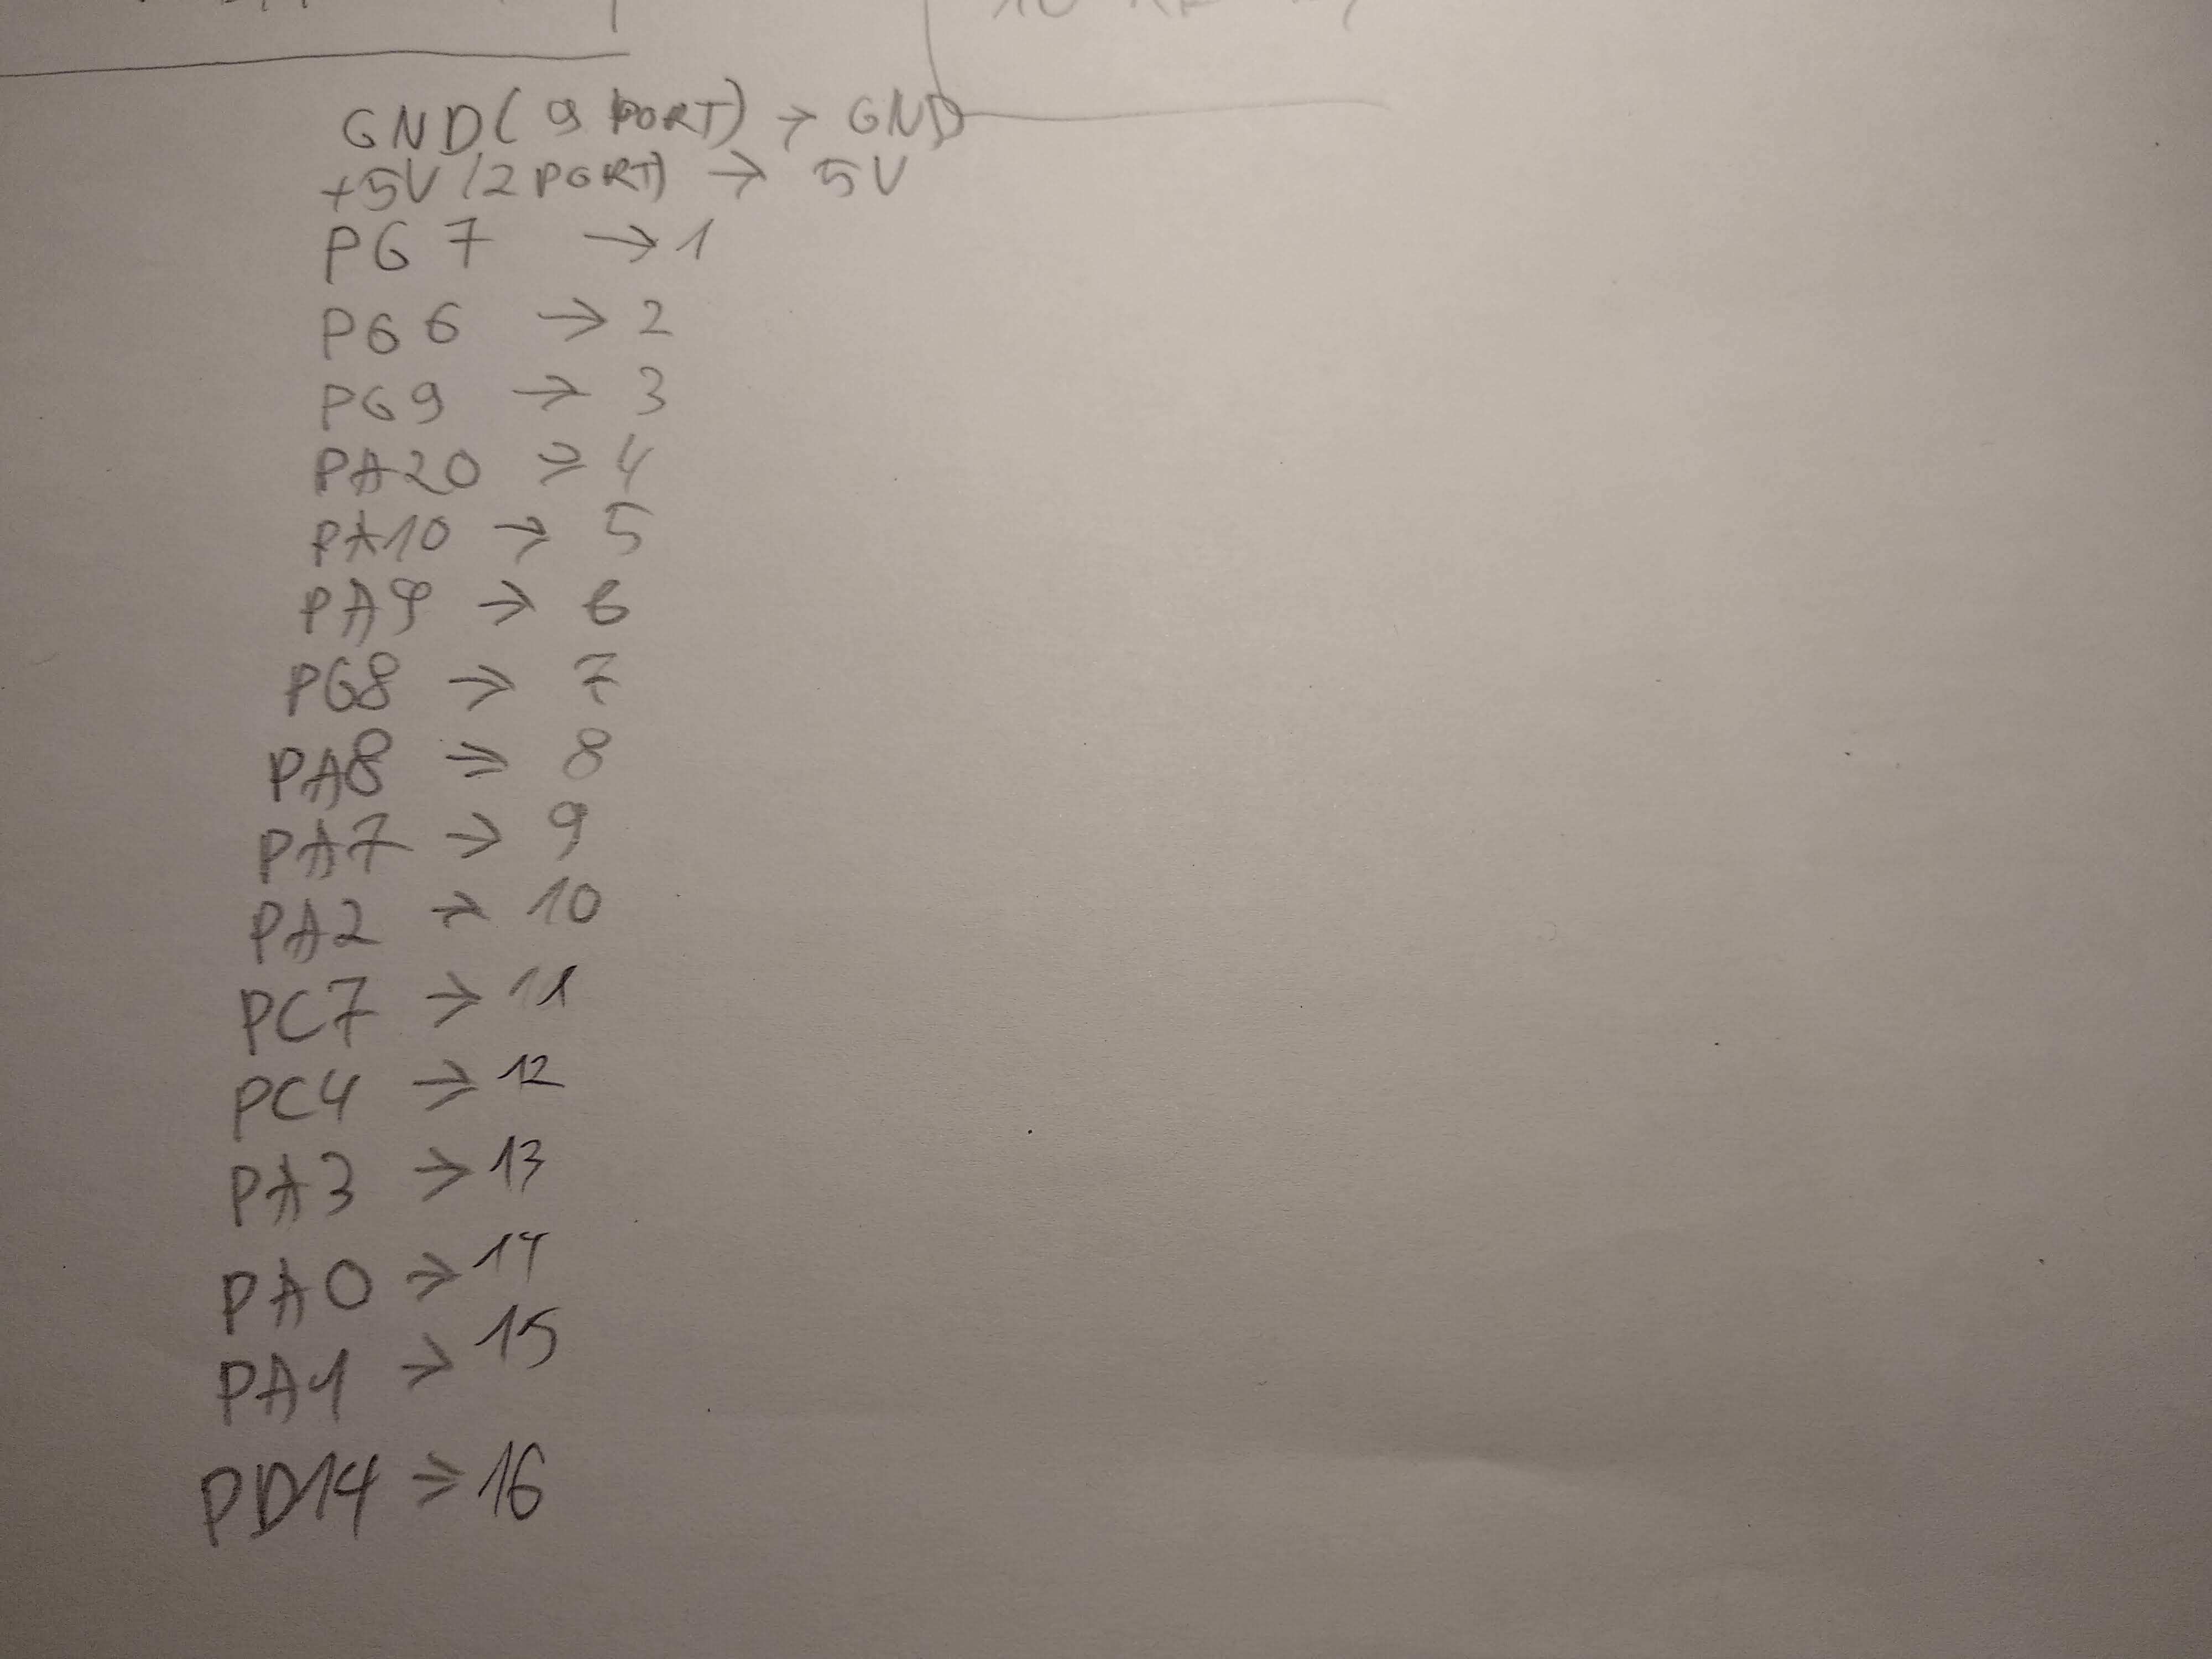 GND (9 PORT) → GND
+5V (2 PORT) → 5V
PG7 → 1
PG6 → 2
PG9 → 3
PA20 → 4
PA10 → 5
PA9 → 6
PG8 → 7
PA8 → 8
PA7 → 9
PA2 → 10
PC7 → 11
PC4 → 12
PA3 → 13
PA0 → 14
PA1 → 15
PD14 → 16